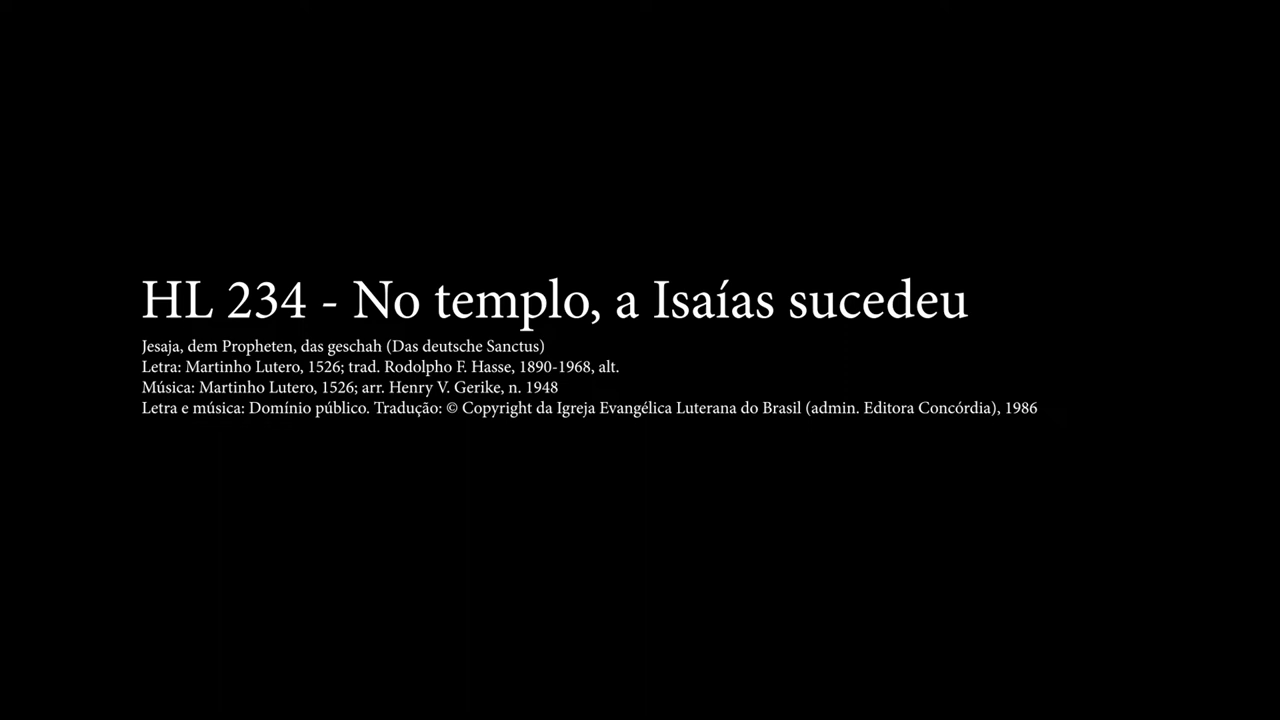 HL 234 - No templo, a Isaías sucedeu
Jesaja, dem Propheten, das geschah (Das deutsche Sanctus)
Letra: Martinho Lutero, 1526; trad. Rodolpho F. Hasse, 1890-1968, alt.
Música: Martinho Lutero, 1526; arr. Henry V. Gerike, n. 1948
Letra e música: Domínio público. Tradução: © Copyright da Igreja Evangélica Luterana do Brasil (admin. Editora Concórdia), 1986